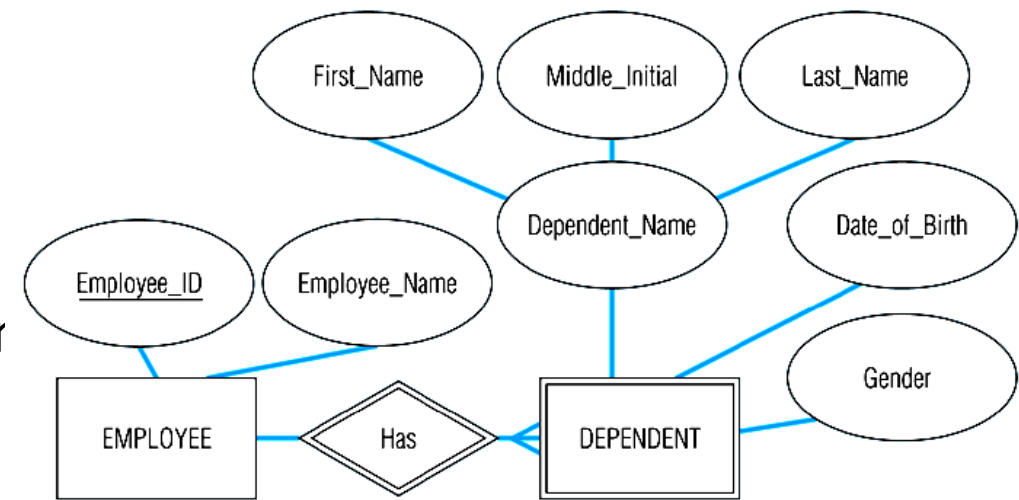 First_Name
Middle_Initial
Last_Name
Dependent_Name
Date_of_Birth
Employee_ID
Employee_Name
Gender
EMPLOYEE
Has
DEPENDENT